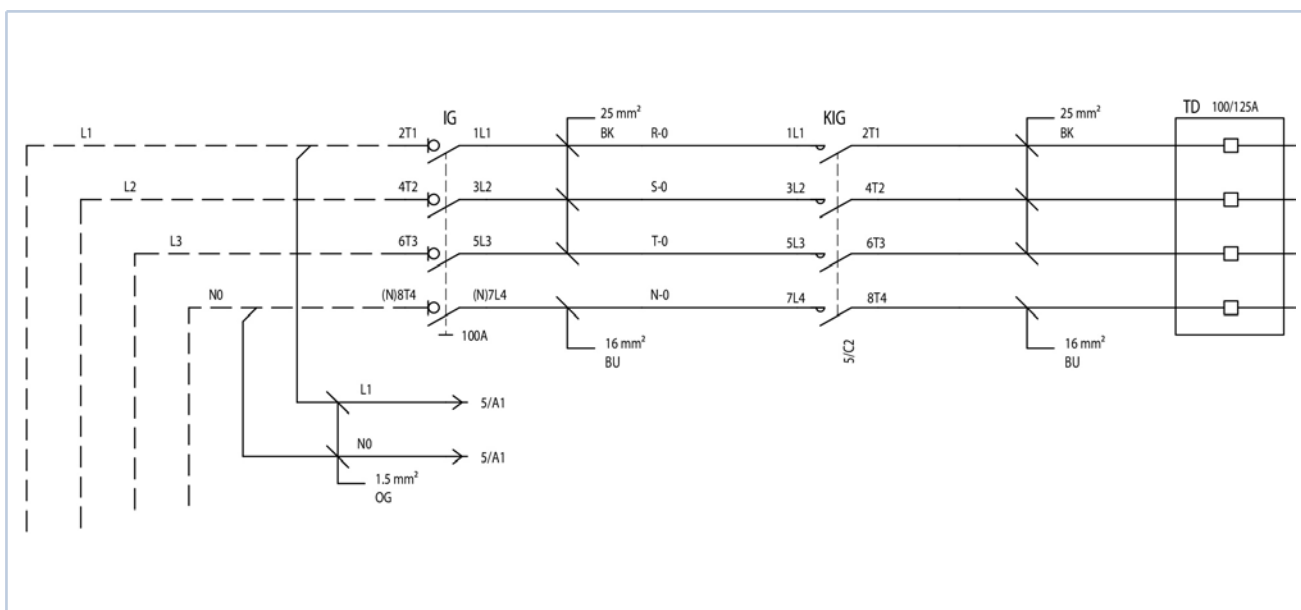 IG
25 mm²
BK
KIG
25 mm²
BK
TD 100/125A
L1 2T1 1L1 R-0 1L1 2T1
L2 4T2 3L2 S-0 3L2 4T2
L3 6T3 5L3 T-0 5L3 6T3
N0 (N)8T4 (N)7L4 N-0 7L4 8T4
100A
16 mm²
BU
5/C2
16 mm²
BU
L1 5/A1
N0 5/A1
1.5 mm²
OG